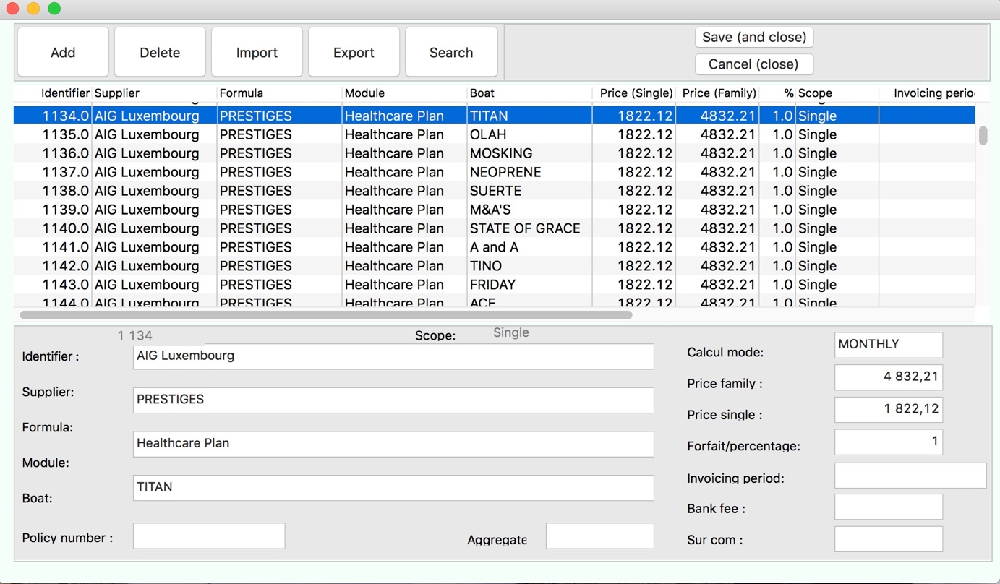 Add Delete Import Export Search Save (and close)
Cancel (close)
Identifier Supplier Formula Module Boat Price (Single) Price (Family) % Scope Invoicing perio
1134.0 AIG Luxembourg PRESTIGES Healthcare Plan TITAN 1822.12 4832.21 1.0 Single
1135.0 AIG Luxembourg PRESTIGES Healthcare Plan OLAH 1822.12 4832.21 1.0 Single
1136.0 AIG Luxembourg PRESTIGES Healthcare Plan MOSKING 1822.12 4832.21 1.0 Single
1137.0 AIG Luxembourg PRESTIGES Healthcare Plan NEOPRENE 1822.12 4832.21 1.0 Single
1138.0 AIG Luxembourg PRESTIGES Healthcare Plan SUERTE 1822.12 4832.21 1.0 Single
1139.0 AIG Luxembourg PRESTIGES Healthcare Plan M&A'S 1822.12 4832.21 1.0 Single
1140.0 AIG Luxembourg PRESTIGES Healthcare Plan STATE OF GRACE 1822.12 4832.21 1.0 Single
1141.0 AIG Luxembourg PRESTIGES Healthcare Plan A and A 1822.12 4832.21 1.0 Single
1142.0 AIG Luxembourg PRESTIGES Healthcare Plan TINO 1822.12 4832.21 1.0 Single
1143.0 AIG Luxembourg PRESTIGES Healthcare Plan FRIDAY 1822.12 4832.21 1.0 Single
1144.0 AIG Luxembourg PRESTIGES Healthcare Plan 1822.12 4832.21 1.0 Single
1 134 Scope: Single
Identifier : AIG Luxembourg
Supplier: PRESTIGES
Formula:
Module: Healthcare Plan
Boat: TITAN
Policy number : Aggregate
Calcul mode: MONTHLY
Price family : 4 832,21
Price single : 1 822,12
Forfait/percentage: 1
Invoicing period:
Bank fee :
Sur com :